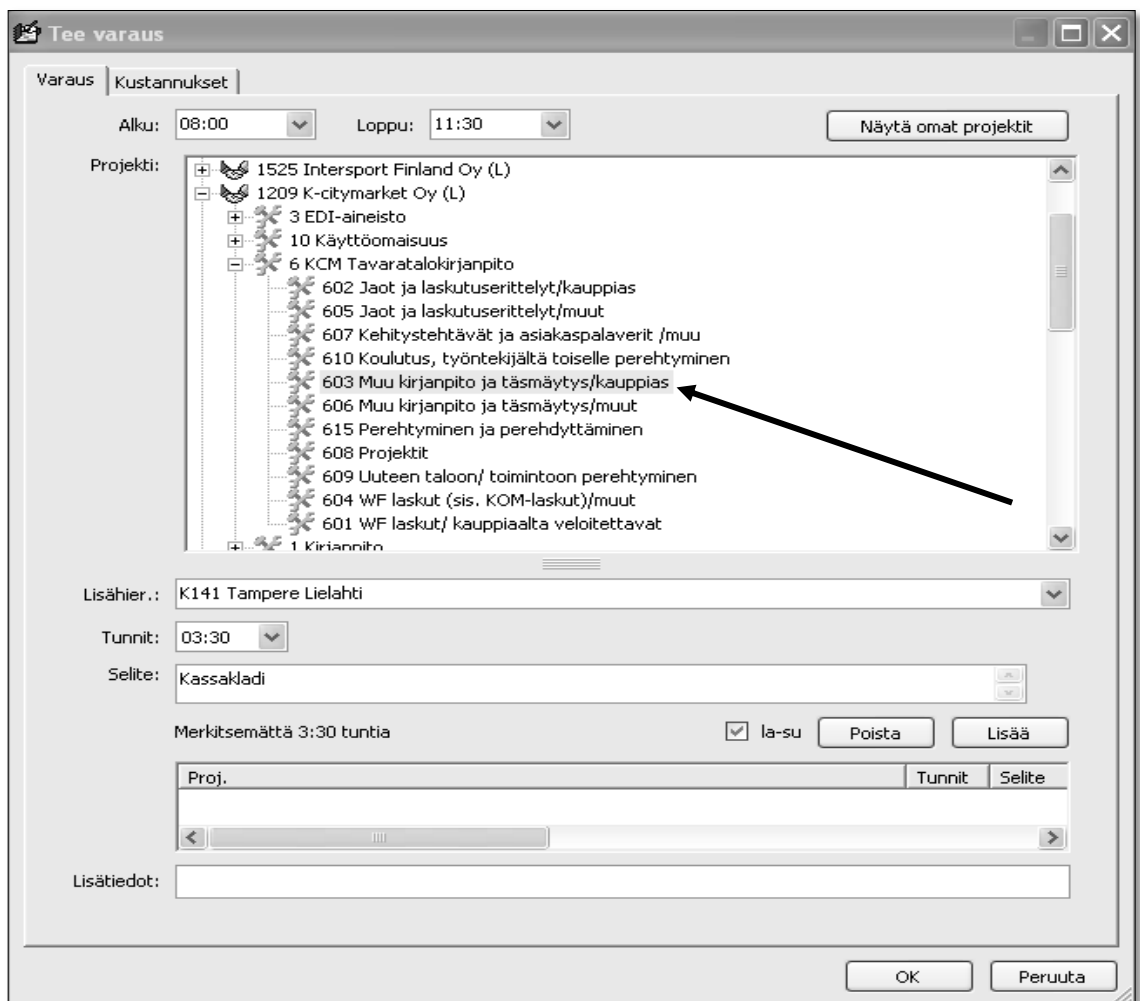 Tee varaus
Varaus Kustannukset
Alku: 08:00 Loppu: 11:30 Näytä omat projektit
Projekti:
1525 Intersport Finland Oy (L)
1209 K-citymarket Oy (L)
3 EDI-aineisto
10 Käyttöomaisuus
6 KCM Tavaratalokirjanpito
602 Jaot ja laskutuserittelyt/kauppias
605 Jaot ja laskutuserittelyt/muut
607 Kehitystehtävät ja asiakaspalaverit /muu
610 Koulutus, työntekijältä toiselle perehtyminen
603 Muu kirjanpito ja täsmäytys/kauppias
606 Muu kirjanpito ja täsmäytys/muut
615 Perehtyminen ja perehdyttäminen
608 Projektit
609 Uuteen taloon/ toimintoon perehtyminen
604 WF laskut (sis. KOM-laskut)/muut
601 WF laskut/ kauppiaalta veloitettavat
1 Kirjanpito
Lisähier.: K141 Tampere Lielahti
Tunnit: 03:30
Selite: Kassakladi
Merkitsemättä 3:30 tuntia la-su Poista Lisää
Proj. Tunnit Selite
Lisätiedot:
OK Peruuta